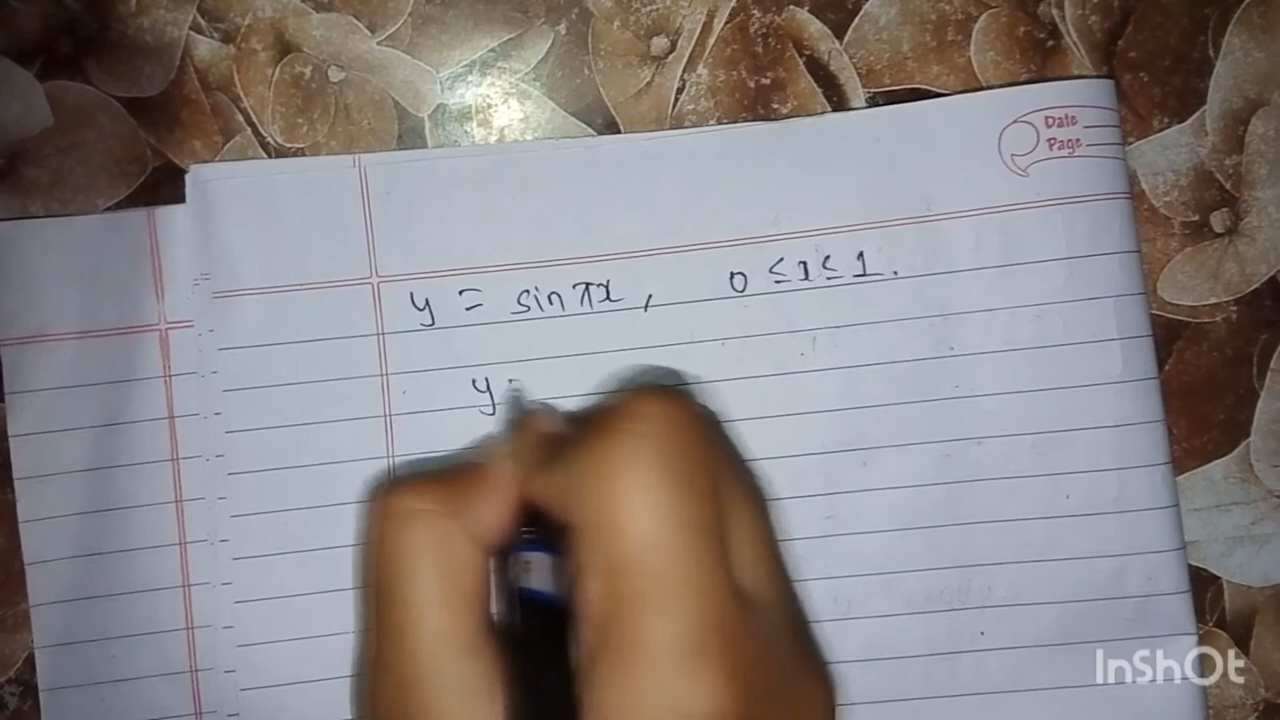 Date
Page
y = sin πx, 0 ≤ x ≤ 1.
y =
InShOt